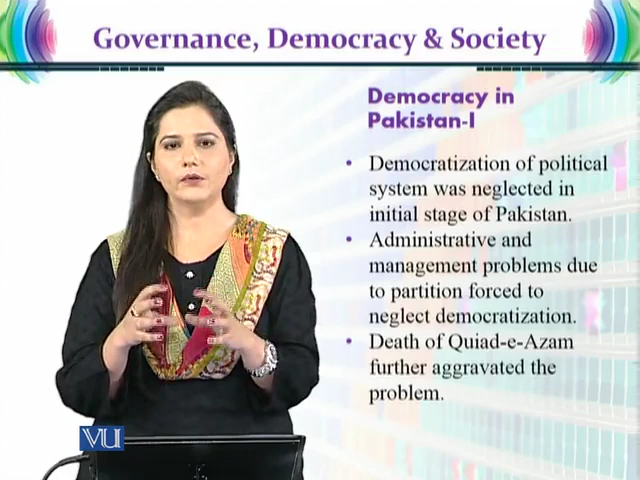 Governance, Democracy & Society
Democracy in
Pakistan-I
• Democratization of political
system was neglected in
initial stage of Pakistan.
• Administrative and
management problems due
to partition forced to
neglect democratization.
• Death of Quiad-e-Azam
further aggravated the
problem.
VU